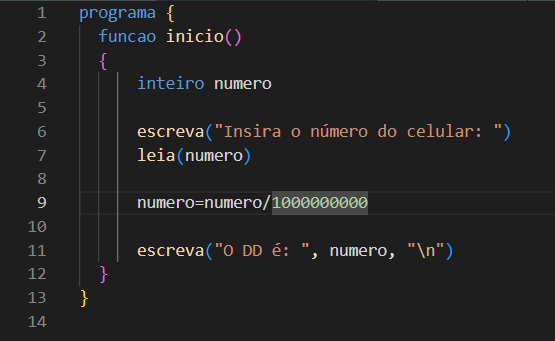 1 programa {
2 funcao inicio()
3 {
4 inteiro numero
5
6 escreva("Insira o número do celular: ")
7 leia(numero)
8
9 numero=numero/1000000000
10
11 escreva("O DD é: ", numero, "\n")
12 }
13 }
14